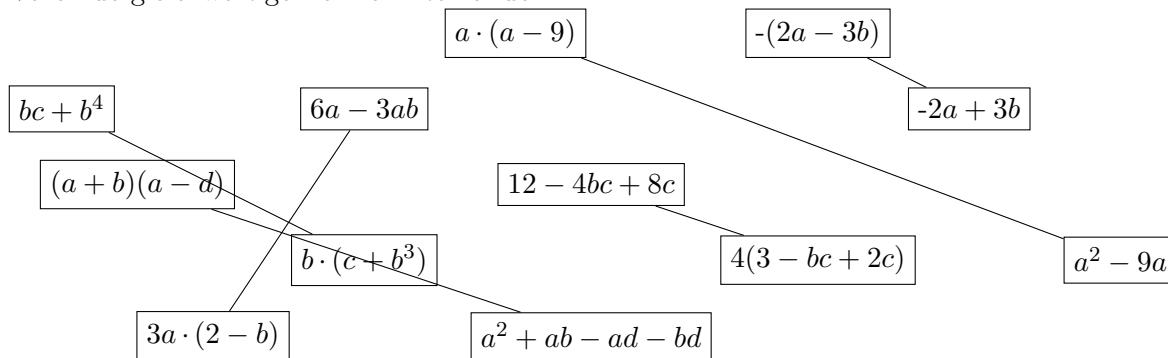 a · (a − 9)
-(2a − 3b)
bc + b⁴
6a − 3ab
-2a + 3b
(a + b)(a − d)
12 − 4bc + 8c
b · (c + b³)
4(3 − bc + 2c)
a² − 9a
3a · (2 − b)
a² + ab − ad − bd